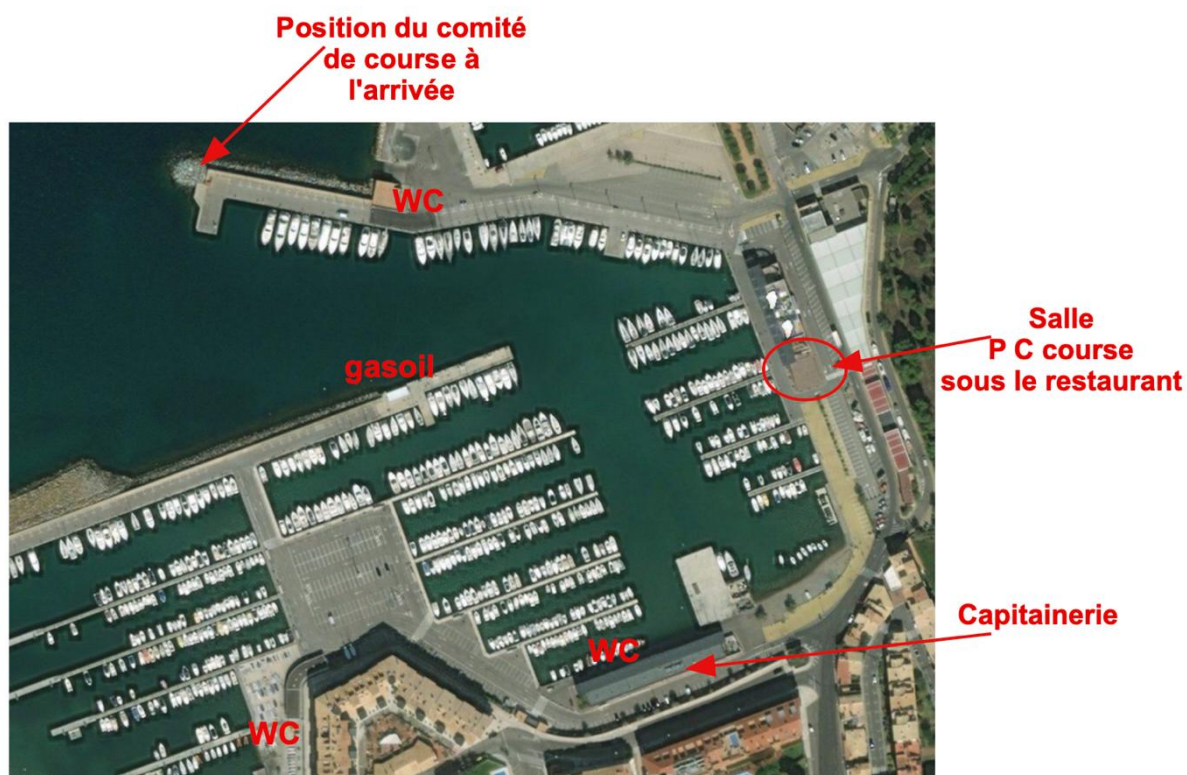 Position du comité
de course à
l'arrivée
WC
Salle
P C course
sous le restaurant
gasoil
Capitainerie
WC
WC